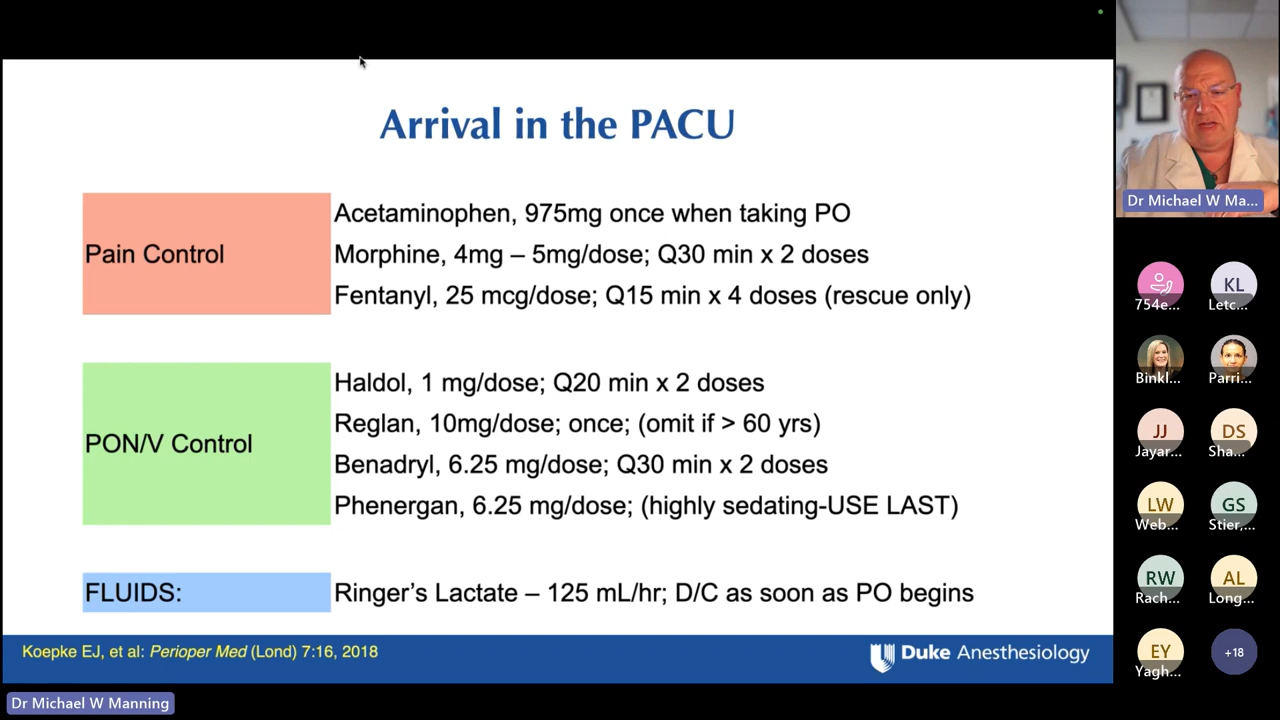 Arrival in the PACU
Pain Control
Acetaminophen, 975mg once when taking PO
Morphine, 4mg – 5mg/dose; Q30 min x 2 doses
Fentanyl, 25 mcg/dose; Q15 min x 4 doses (rescue only)
PON/V Control
Haldol, 1 mg/dose; Q20 min x 2 doses
Reglan, 10mg/dose; once; (omit if > 60 yrs)
Benadryl, 6.25 mg/dose; Q30 min x 2 doses
Phenergan, 6.25 mg/dose; (highly sedating-USE LAST)
FLUIDS:
Ringer’s Lactate – 125 mL/hr; D/C as soon as PO begins
Koepke EJ, et al: Perioper Med (Lond) 7:16, 2018
Duke Anesthesiology
Dr Michael W Manning
Dr Michael W Ma...
754e...
KL
Letc...
Binkl...
Parri...
JJ
Jayar...
DS
Sha...
LW
Web...
GS
Stier,...
RW
Rach...
AL
Long...
EY
Yagh...
+18